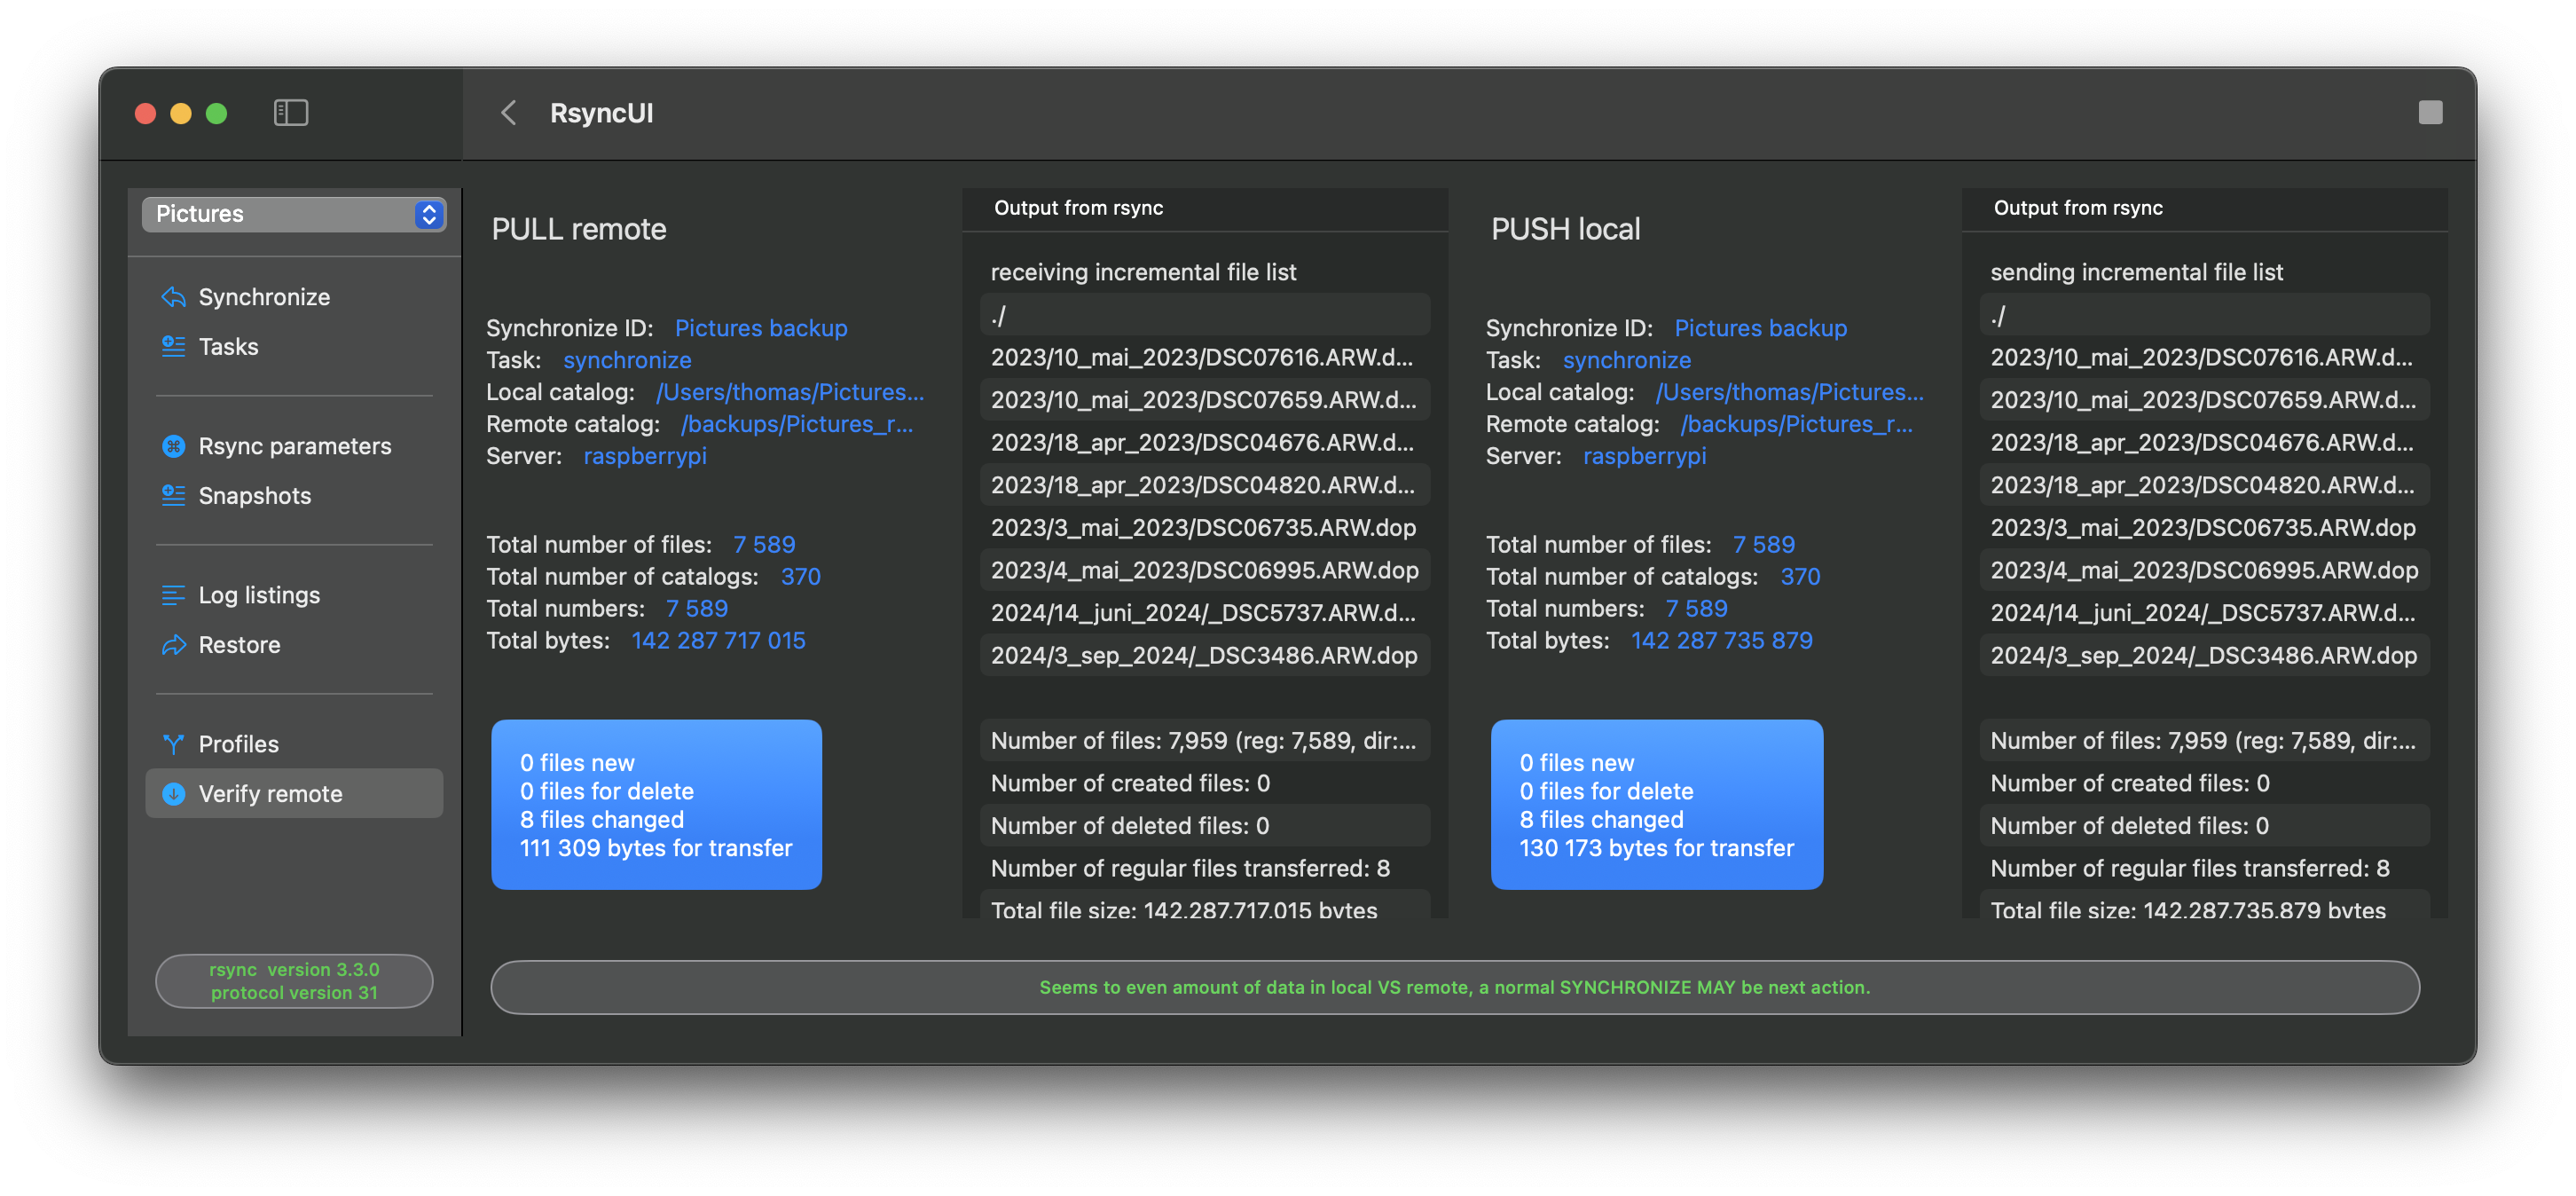 RsyncUI
Pictures
Synchronize
Tasks
Rsync parameters
Snapshots
Log listings
Restore
Profiles
Verify remote
rsync  version 3.3.0
protocol version 31
PULL remote
Synchronize ID: Pictures backup
Task: synchronize
Local catalog: /Users/thomas/Pictures...
Remote catalog: /backups/Pictures_r...
Server: raspberrypi
Total number of files: 7 589
Total number of catalogs: 370
Total numbers: 7 589
Total bytes: 142 287 717 015
0 files new
0 files for delete
8 files changed
111 309 bytes for transfer
Output from rsync
receiving incremental file list
./
2023/10_mai_2023/DSC07616.ARW.d...
2023/10_mai_2023/DSC07659.ARW.d...
2023/18_apr_2023/DSC04676.ARW.d...
2023/18_apr_2023/DSC04820.ARW.d...
2023/3_mai_2023/DSC06735.ARW.dop
2023/4_mai_2023/DSC06995.ARW.dop
2024/14_juni_2024/_DSC5737.ARW.d...
2024/3_sep_2024/_DSC3486.ARW.dop
Number of files: 7,959 (reg: 7,589, dir:...
Number of created files: 0
Number of deleted files: 0
Number of regular files transferred: 8
Total file size: 142,287,717,015 bytes
PUSH local
Synchronize ID: Pictures backup
Task: synchronize
Local catalog: /Users/thomas/Pictures...
Remote catalog: /backups/Pictures_r...
Server: raspberrypi
Total number of files: 7 589
Total number of catalogs: 370
Total numbers: 7 589
Total bytes: 142 287 735 879
0 files new
0 files for delete
8 files changed
130 173 bytes for transfer
Output from rsync
sending incremental file list
./
2023/10_mai_2023/DSC07616.ARW.d...
2023/10_mai_2023/DSC07659.ARW.d...
2023/18_apr_2023/DSC04676.ARW.d...
2023/18_apr_2023/DSC04820.ARW.d...
2023/3_mai_2023/DSC06735.ARW.dop
2023/4_mai_2023/DSC06995.ARW.dop
2024/14_juni_2024/_DSC5737.ARW.d...
2024/3_sep_2024/_DSC3486.ARW.dop
Number of files: 7,959 (reg: 7,589, dir:...
Number of created files: 0
Number of deleted files: 0
Number of regular files transferred: 8
Total file size: 142,287,735,879 bytes
Seems to even amount of data in local VS remote, a normal SYNCHRONIZE MAY be next action.